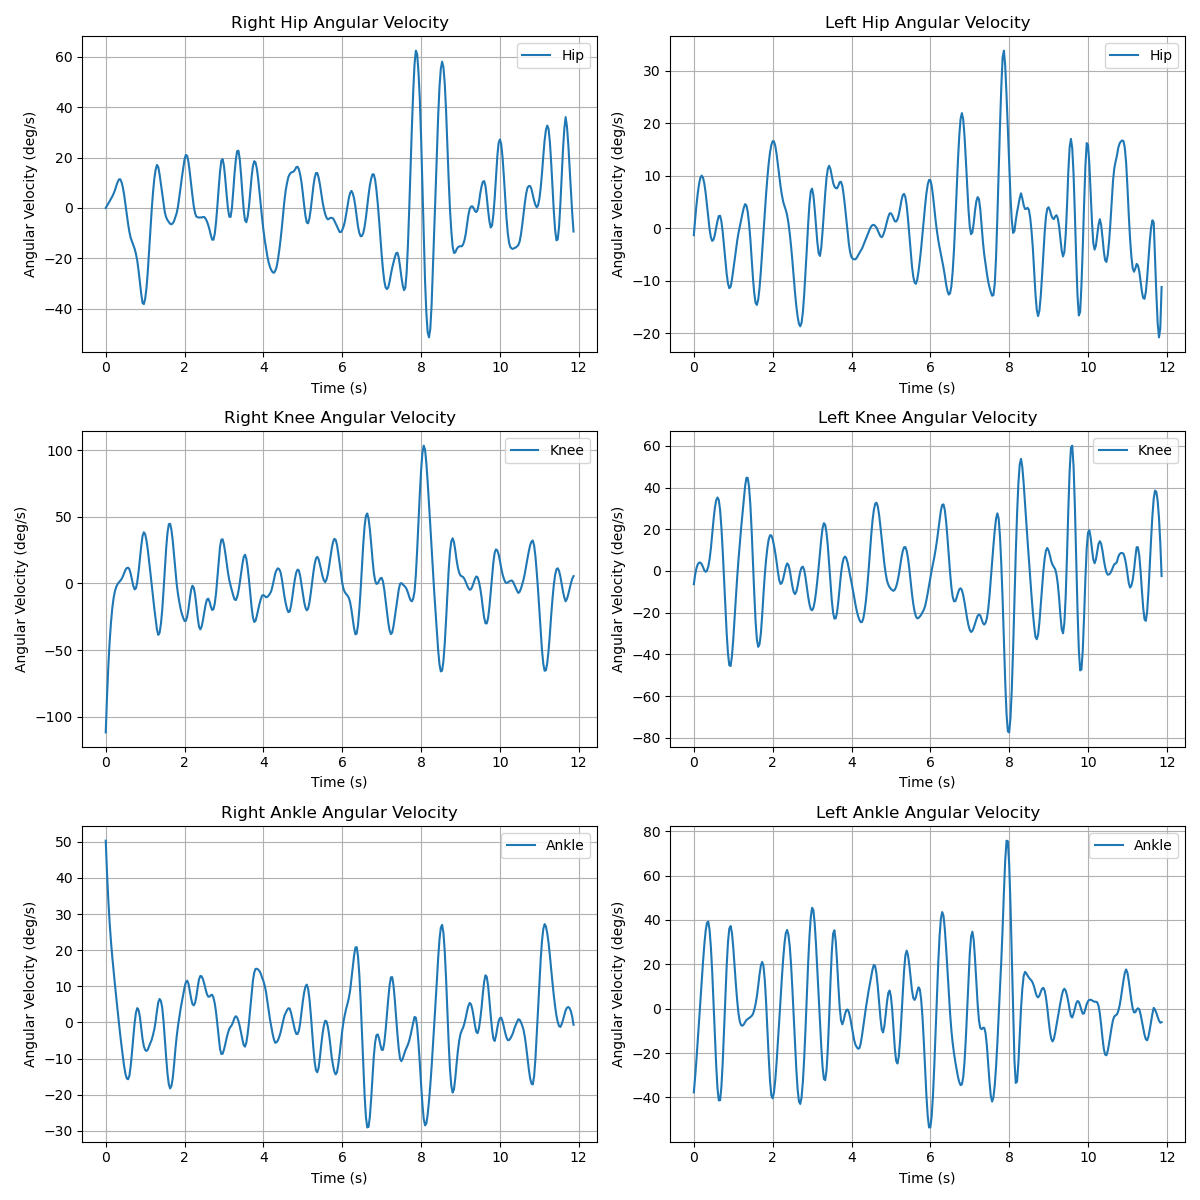 Right Hip Angular Velocity
Angular Velocity (deg/s)
60
40
20
0
−20
−40
Hip
0 2 4 6 8 10 12
Time (s)
Left Hip Angular Velocity
Angular Velocity (deg/s)
30
20
10
0
−10
−20
Hip
0 2 4 6 8 10 12
Time (s)
Right Knee Angular Velocity
Angular Velocity (deg/s)
100
50
0
−50
−100
Knee
0 2 4 6 8 10 12
Time (s)
Left Knee Angular Velocity
Angular Velocity (deg/s)
60
40
20
0
−20
−40
−60
−80
Knee
0 2 4 6 8 10 12
Time (s)
Right Ankle Angular Velocity
Angular Velocity (deg/s)
50
40
30
20
10
0
−10
−20
−30
Ankle
0 2 4 6 8 10 12
Time (s)
Left Ankle Angular Velocity
Angular Velocity (deg/s)
80
60
40
20
0
−20
−40
Ankle
0 2 4 6 8 10 12
Time (s)